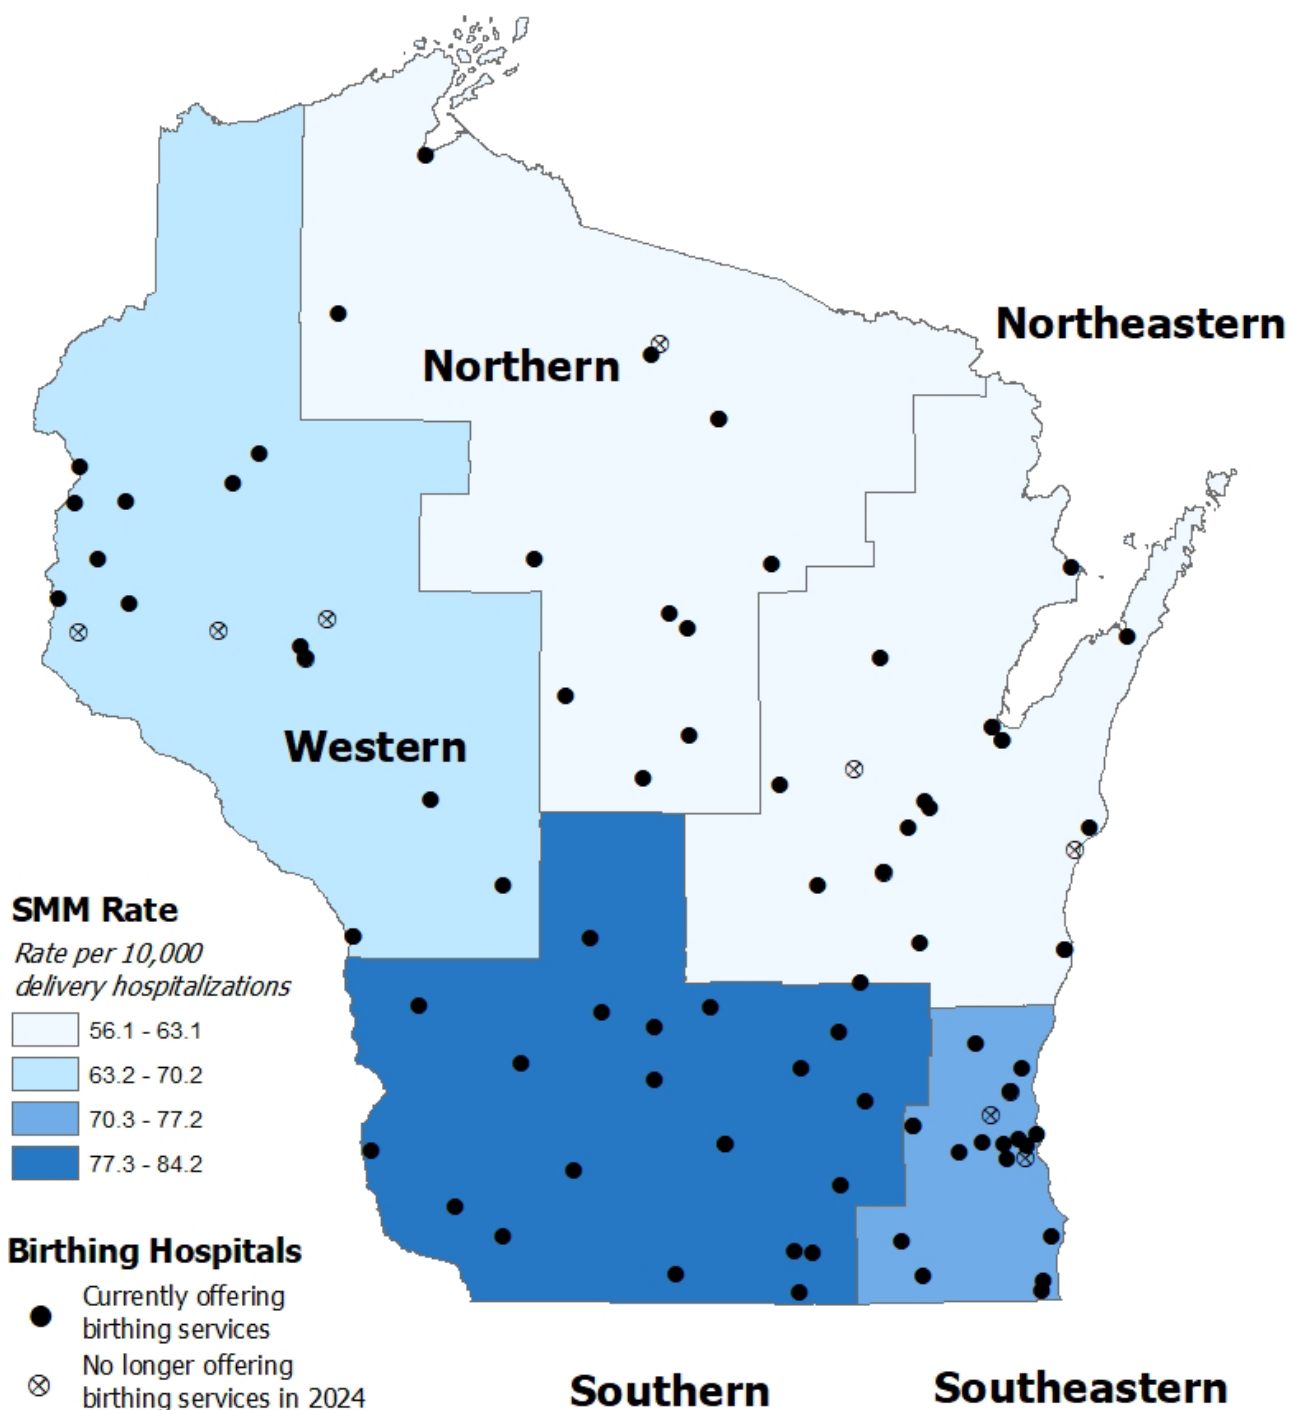 Northeastern
Northern
Western
SMM Rate
Rate per 10,000
delivery hospitalizations
56.1 - 63.1
63.2 - 70.2
70.3 - 77.2
77.3 - 84.2
Birthing Hospitals
Currently offering
birthing services
No longer offering
birthing services in 2024
Southern
Southeastern